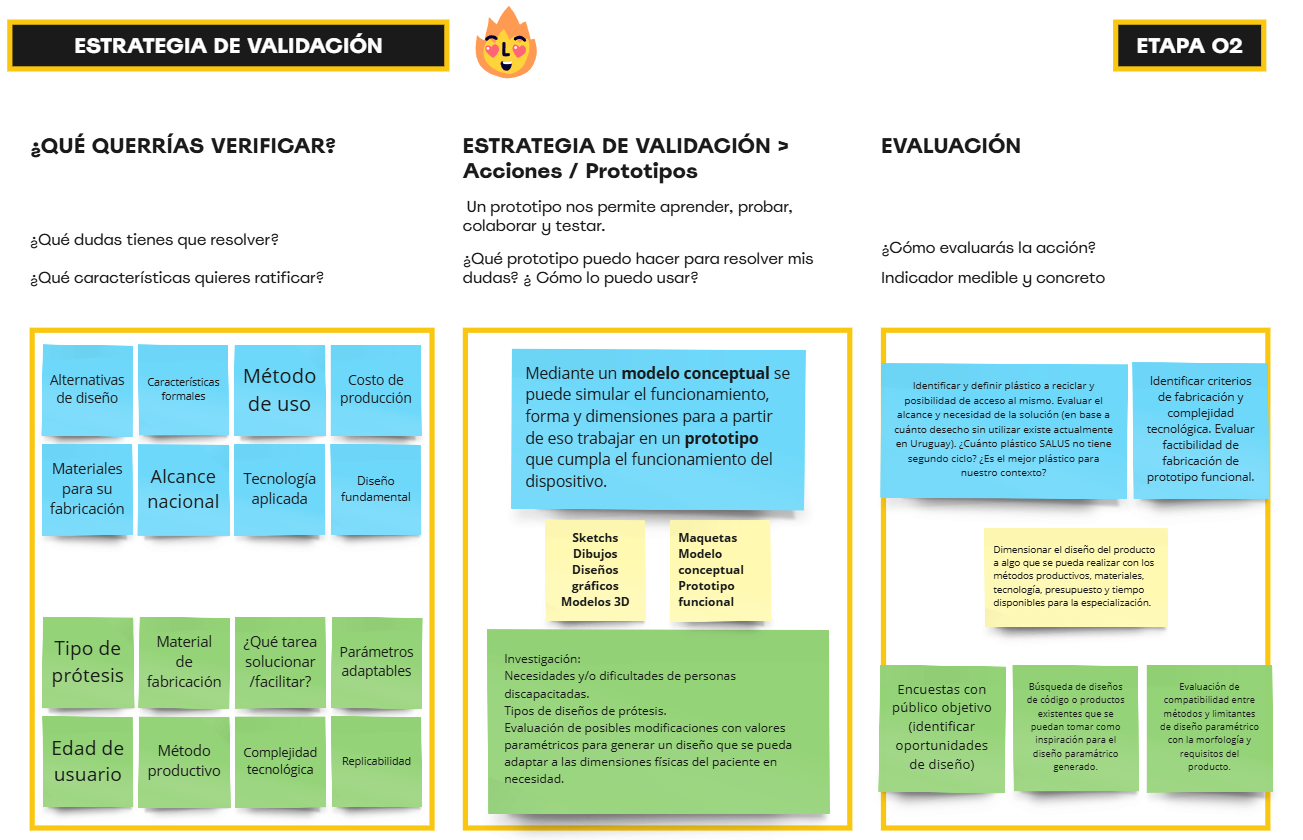 ESTRATEGIA DE VALIDACIÓN
ETAPA 02
¿QUÉ QUERRÍAS VERIFICAR?
¿Qué dudas tienes que resolver?
¿Qué características quieres ratificar?
Alternativas
de diseño
Características
formales
Método
de uso
Costo de
producción
Materiales
para su
fabricación
Alcance
nacional
Tecnología
aplicada
Diseño
fundamental
Tipo de
prótesis
Material
de
fabricación
¿Qué tarea
solucionar
/facilitar?
Parámetros
adaptables
Edad de
usuario
Método
productivo
Complejidad
tecnológica
Replicabilidad
ESTRATEGIA DE VALIDACIÓN >
Acciones / Prototipos
Un prototipo nos permite aprender, probar,
colaborar y testar.
¿Qué prototipo puedo hacer para resolver mis
dudas? ¿ Cómo lo puedo usar?
Mediante un modelo conceptual se
puede simular el funcionamiento,
forma y dimensiones para a partir
de eso trabajar en un prototipo
que cumpla el funcionamiento del
dispositivo.
Sketchs
Dibujos
Diseños
gráficos
Modelos 3D
Maquetas
Modelo
conceptual
Prototipo
funcional
Investigación:
Necesidades y/o dificultades de personas
discapacitadas.
Tipos de diseños de prótesis.
Evaluación de posibles modificaciones con valores
paramétricos para generar un diseño que se pueda
adaptar a las dimensiones físicas del paciente en
necesidad.
EVALUACIÓN
¿Cómo evaluarás la acción?
Indicador medible y concreto
Identificar y definir plástico a reciclar y
posibilidad de acceso al mismo. Evaluar el
alcance y necesidad de la solución (en base a
cuánto desecho sin utilizar existe actualmente
en Uruguay). ¿Cuánto plástico SALUS no tiene
segundo ciclo? ¿Es el mejor plástico para
nuestro contexto?
Identificar criterios
de fabricación y
complejidad
tecnológica. Evaluar
factibilidad de
fabricación de
prototipo funcional.
Dimensionar el diseño del producto
a algo que se pueda realizar con los
métodos productivos, materiales,
tecnología, presupuesto y tiempo
disponibles para la especialización.
Encuestas con
público objetivo
(identificar
oportunidades
de diseño)
Búsqueda de diseños
de código o productos
existentes que se
puedan tomar como
inspiración para el
diseño paramátrico
generado.
Evaluación de
compatibilidad entre
métodos y limitantes
de diseño paramétrico
con la morfología y
requisitos del
producto.